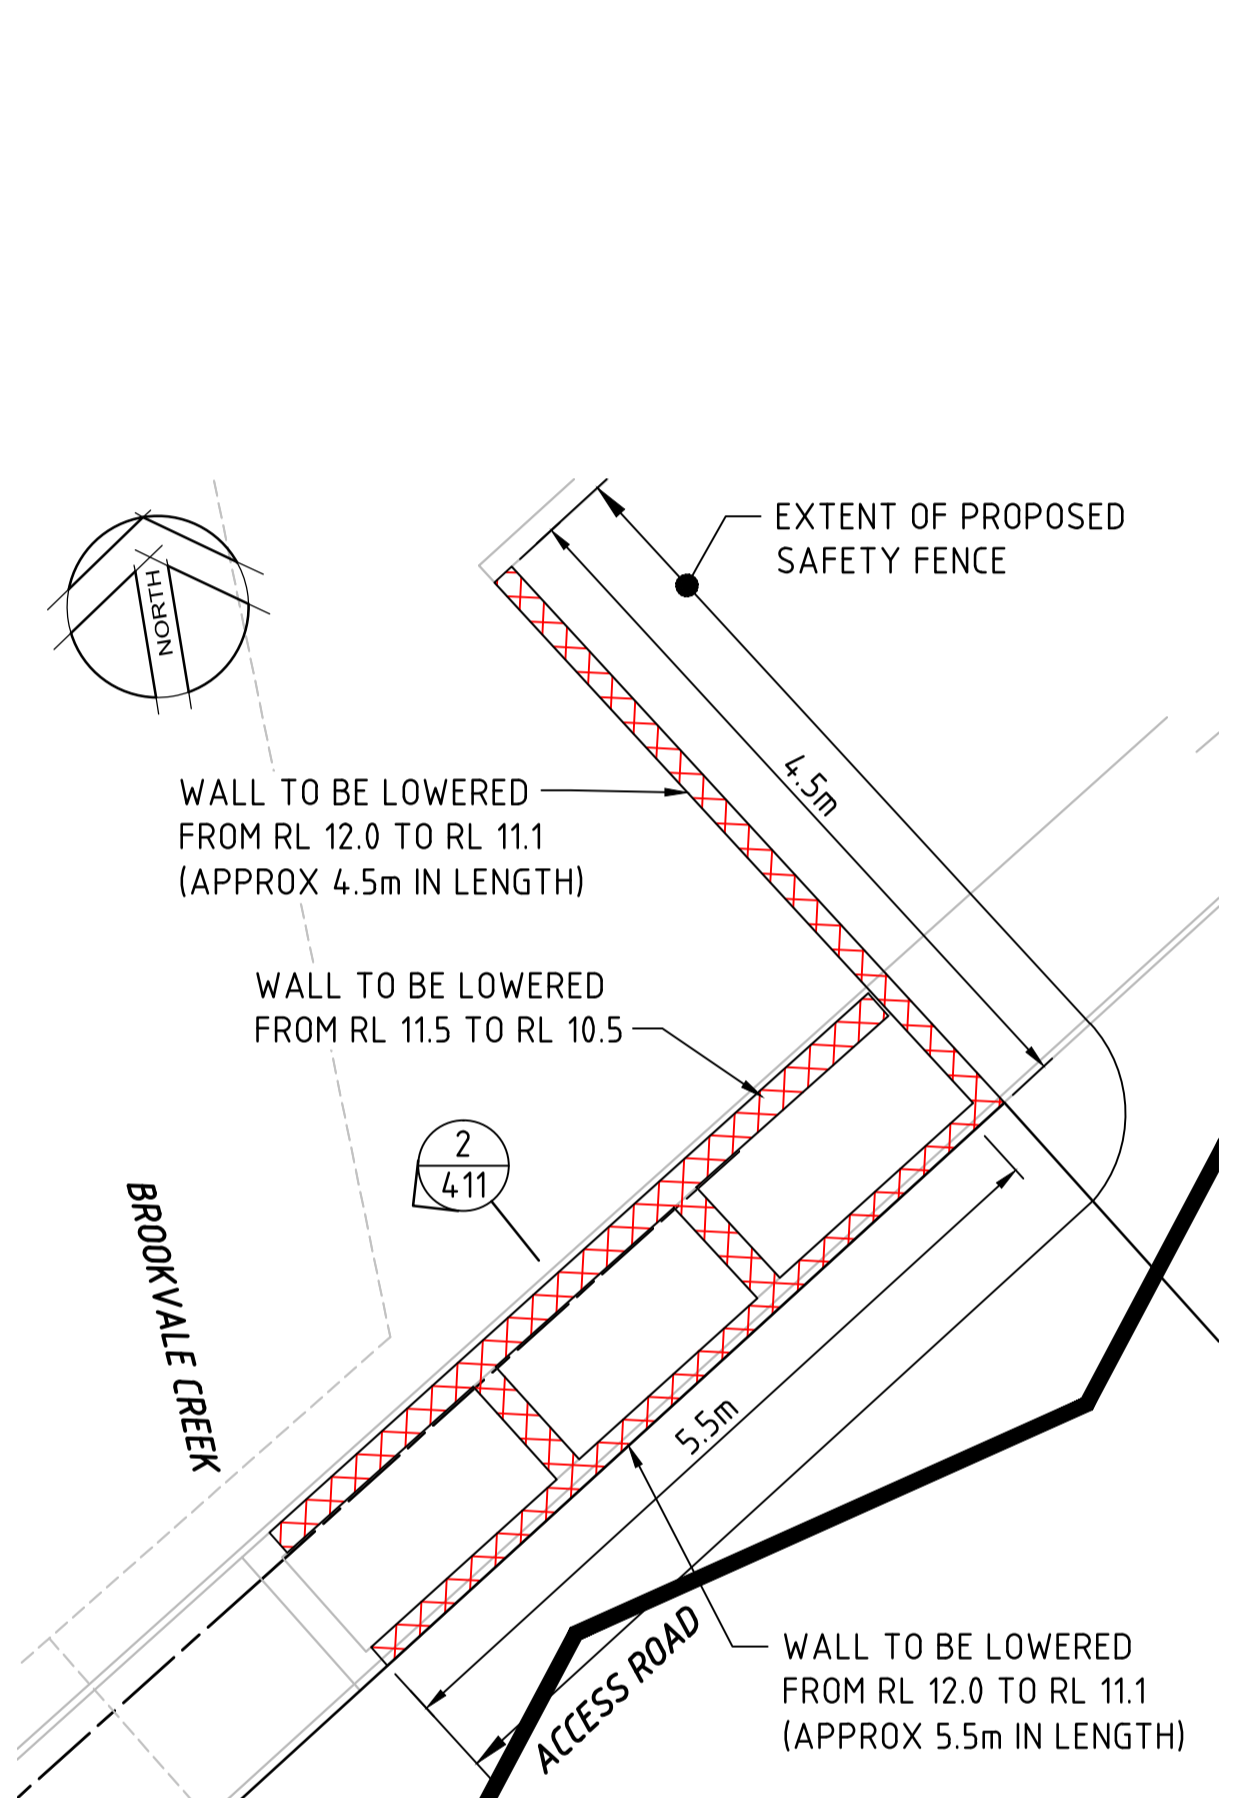 EXTENT OF PROPOSED
SAFETY FENCE
NORTH
4.5m
WALL TO BE LOWERED
FROM RL 12.0 TO RL 11.1
(APPROX 4.5m IN LENGTH)
WALL TO BE LOWERED
FROM RL 11.5 TO RL 10.5
2
411
BROOKVALE CREEK
5.5m
ACCESS ROAD
WALL TO BE LOWERED
FROM RL 12.0 TO RL 11.1
(APPROX 5.5m IN LENGTH)